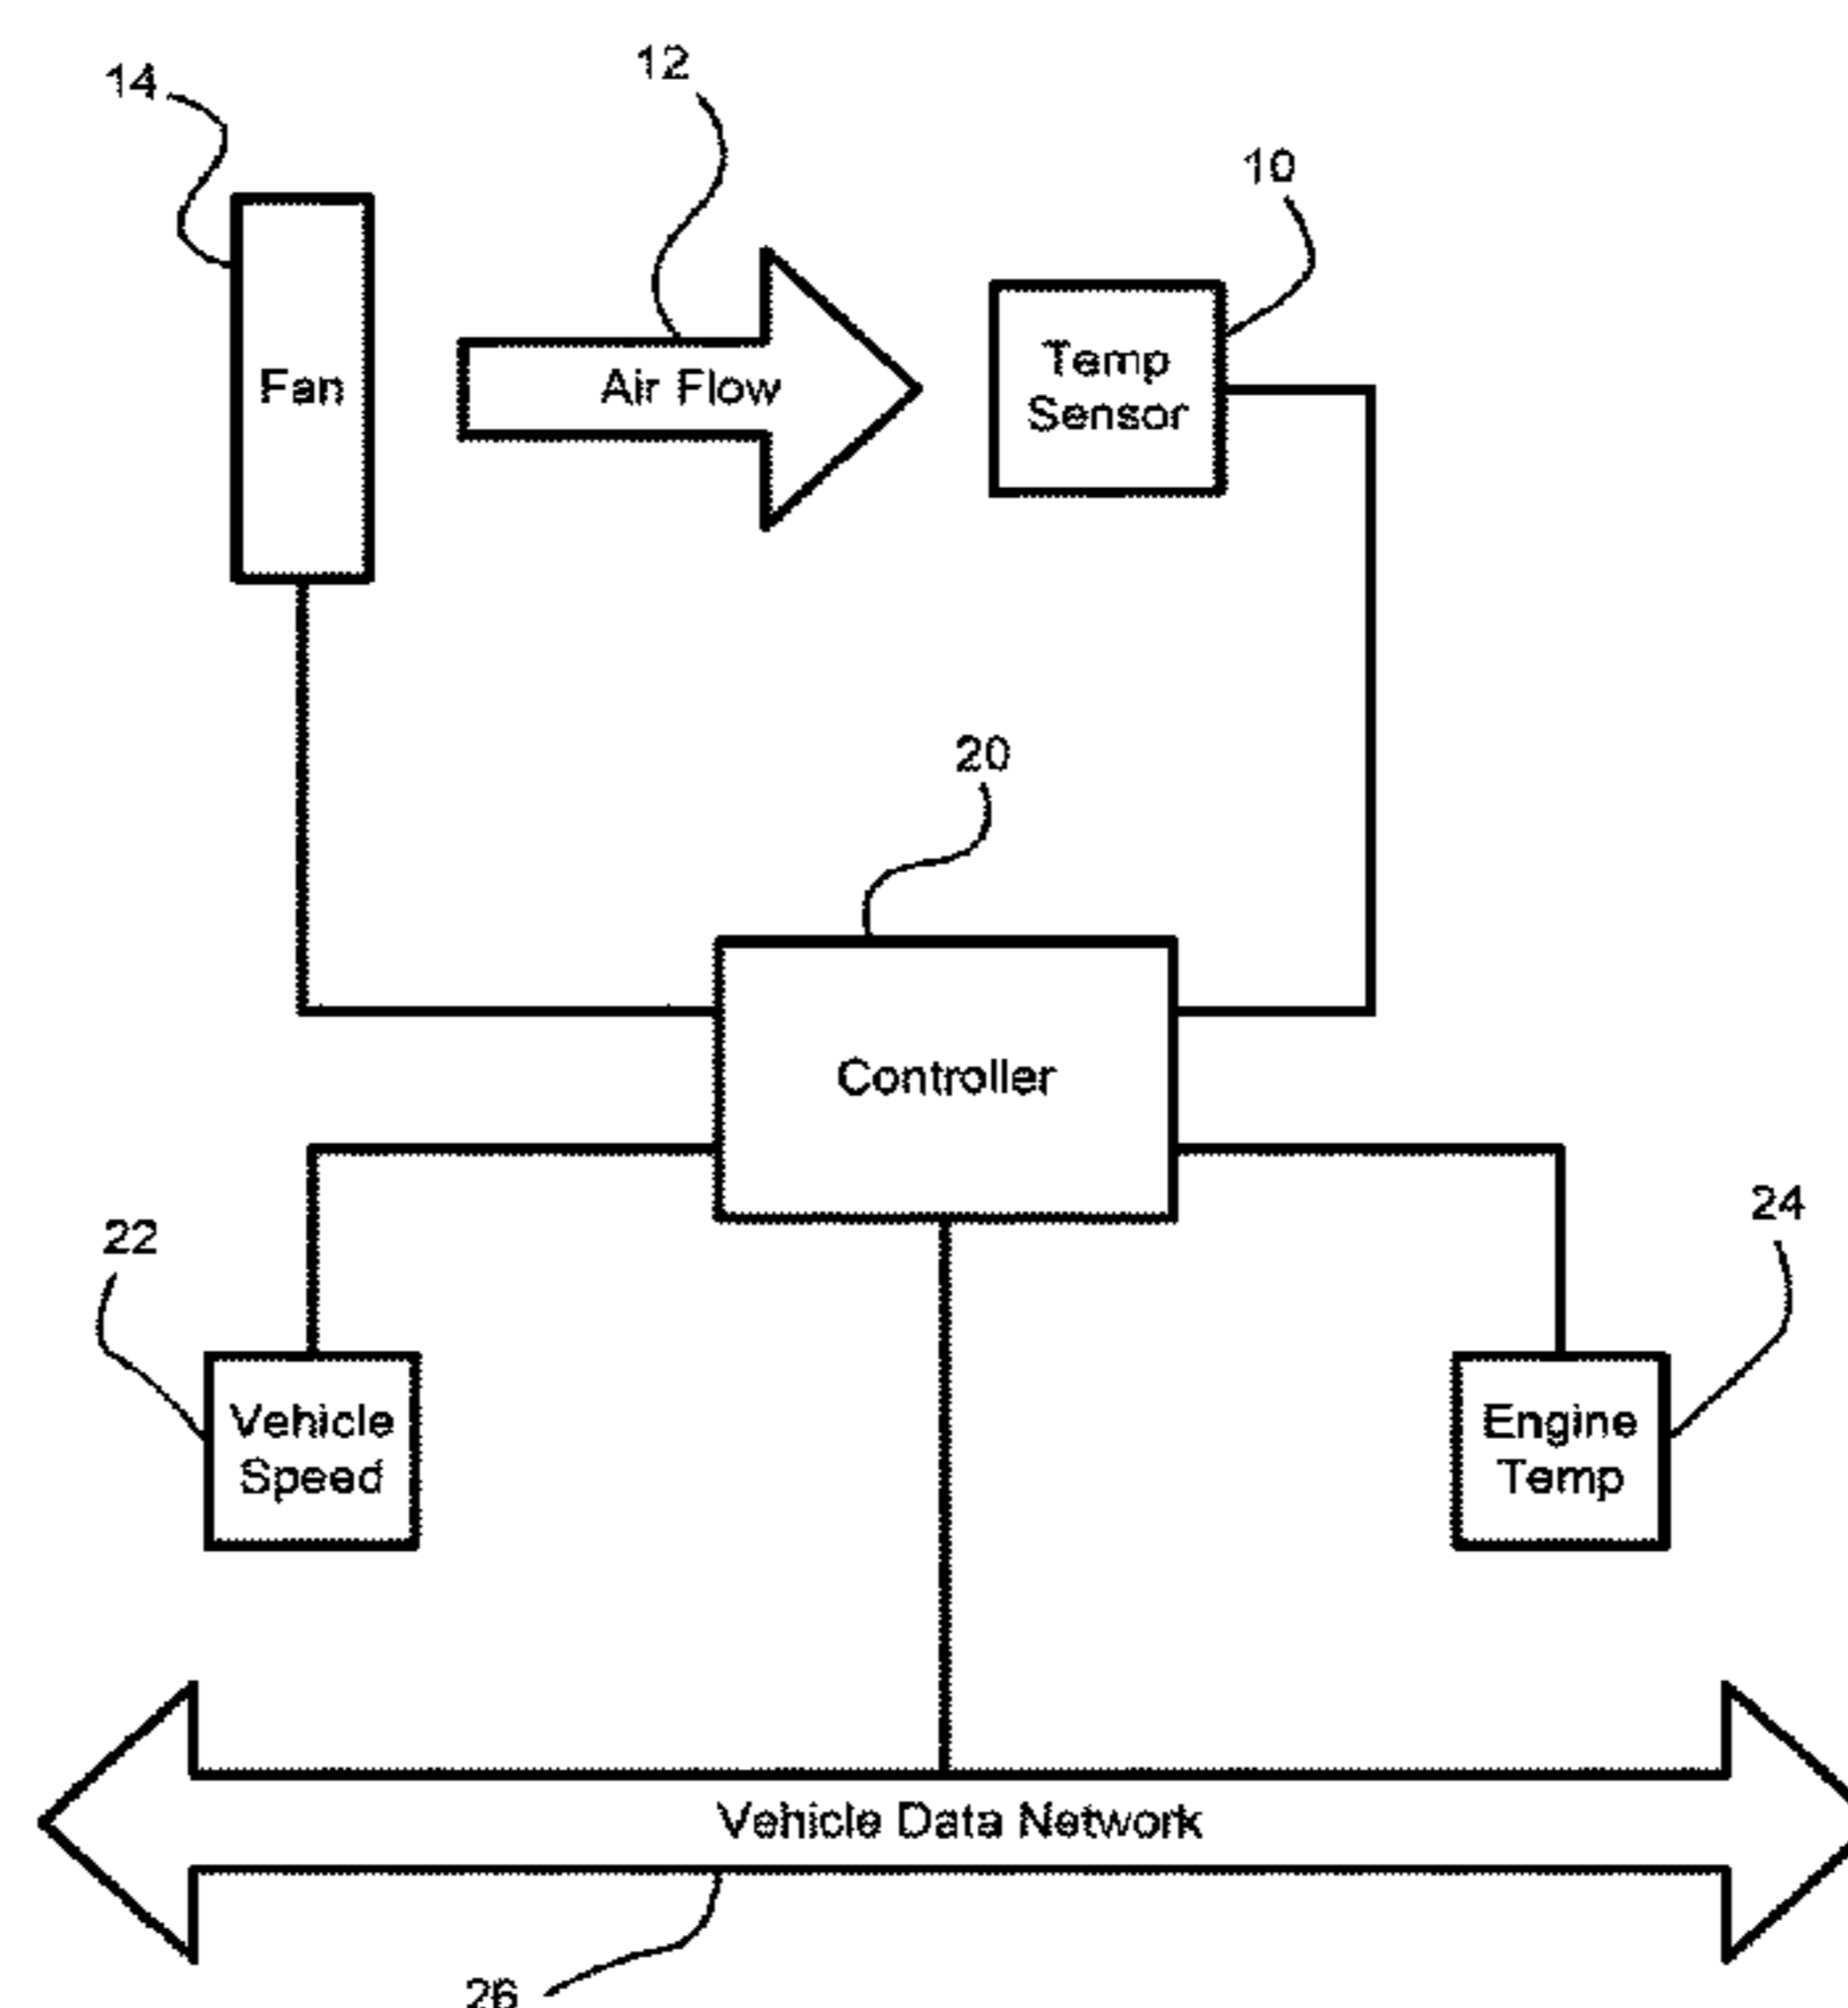 14
12
10
Fan
Air Flow
Temp
Sensor
20
Controller
22
24
Vehicle
Speed
Engine
Temp
Vehicle Data Network
26